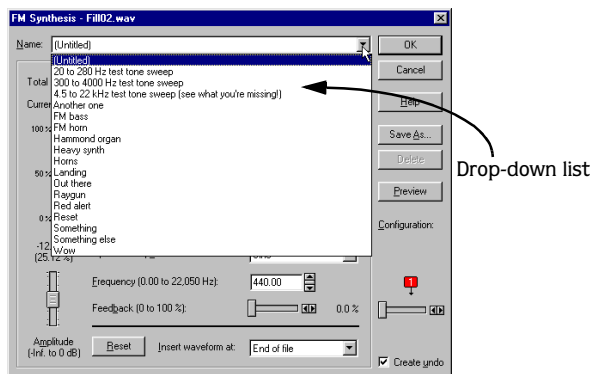 FM Synthesis - Fill02.wav
Name: (Untitled)
OK
(Untitled)
20 to 280 Hz test tone sweep
300 to 4000 Hz test tone sweep
4.5 to 22 kHz test tone sweep (see what you're missing!)
Another one
FM bass
FM horn
Hammond organ
Heavy synth
Horns
Landing
Out there
Raygun
Red alert
Reset
Something
Something else
Wow
Cancel
Help
Save As...
Delete
Preview
Configuration:
Drop-down list
Total
100 %
50 %
0 %
-12.
(25.12 %)
Frequency (0.00 to 22,050 Hz): 440.00
Feedback (0 to 100 %): 0.0 %
1
Amplitude
(-Inf. to 0 dB)
Reset
Insert waveform at: End of file
Create undo